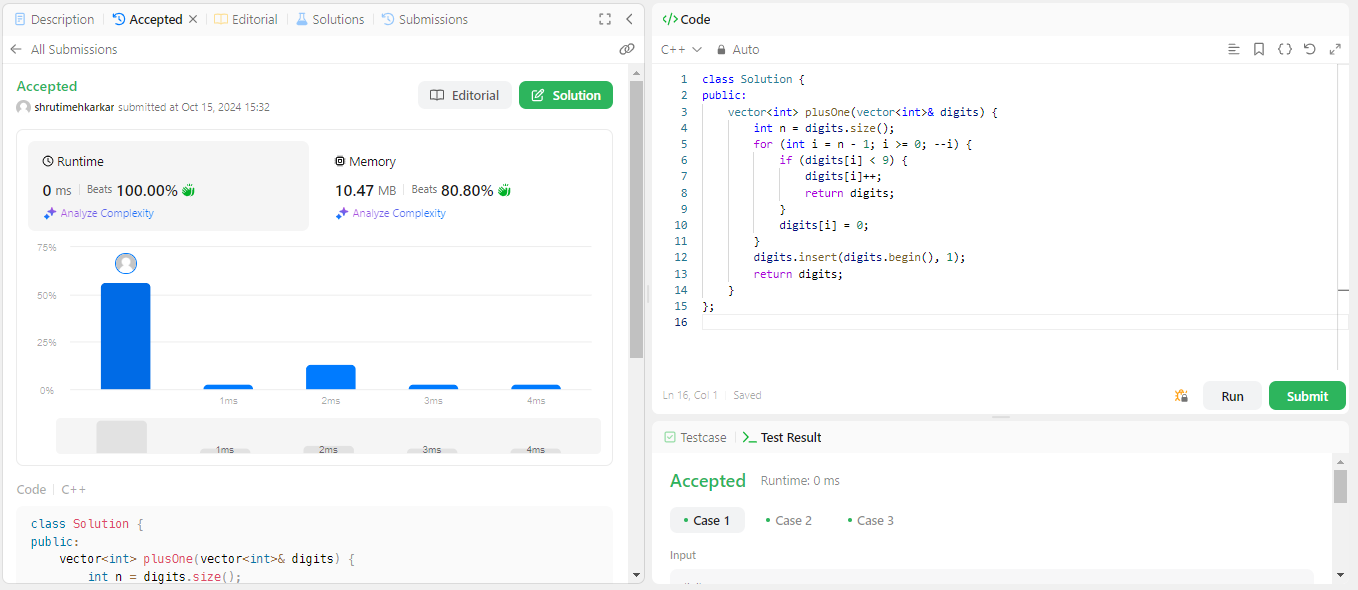 Description
Accepted
Editorial
Solutions
Submissions
All Submissions
Accepted
shrutimehkarkar submitted at Oct 15, 2024 15:32
Editorial
Solution
Runtime
0 ms Beats 100.00%
Analyze Complexity
Memory
10.47 MB Beats 80.80%
Analyze Complexity
75%
50%
25%
0%
1ms 2ms 3ms 4ms
1ms 2ms 3ms 4ms
Code C++
class Solution {
public:
    vector<int> plusOne(vector<int>& digits) {
        int n = digits.size();
Code
C++ Auto
1 class Solution {
2 public:
3     vector<int> plusOne(vector<int>& digits) {
4         int n = digits.size();
5         for (int i = n - 1; i >= 0; --i) {
6             if (digits[i] < 9) {
7                 digits[i]++;
8                 return digits;
9             }
10             digits[i] = 0;
11         }
12         digits.insert(digits.begin(), 1);
13         return digits;
14     }
15 };
16
Ln 16, Col 1 Saved
Run
Submit
Testcase
Test Result
Accepted Runtime: 0 ms
Case 1 Case 2 Case 3
Input